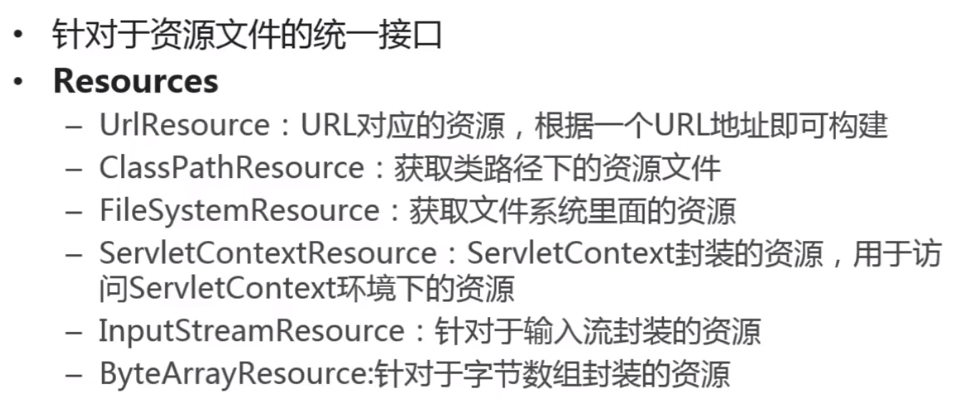 • 针对于资源文件的统一接口
• Resources
– UrlResource：URL对应的资源，根据一个URL地址即可构建
– ClassPathResource：获取类路径下的资源文件
– FileSystemResource：获取文件系统里面的资源
– ServletContextResource：ServletContext封装的资源，用于访
问ServletContext环境下的资源
– InputStreamResource：针对于输入流封装的资源
– ByteArrayResource:针对于字节数组封装的资源